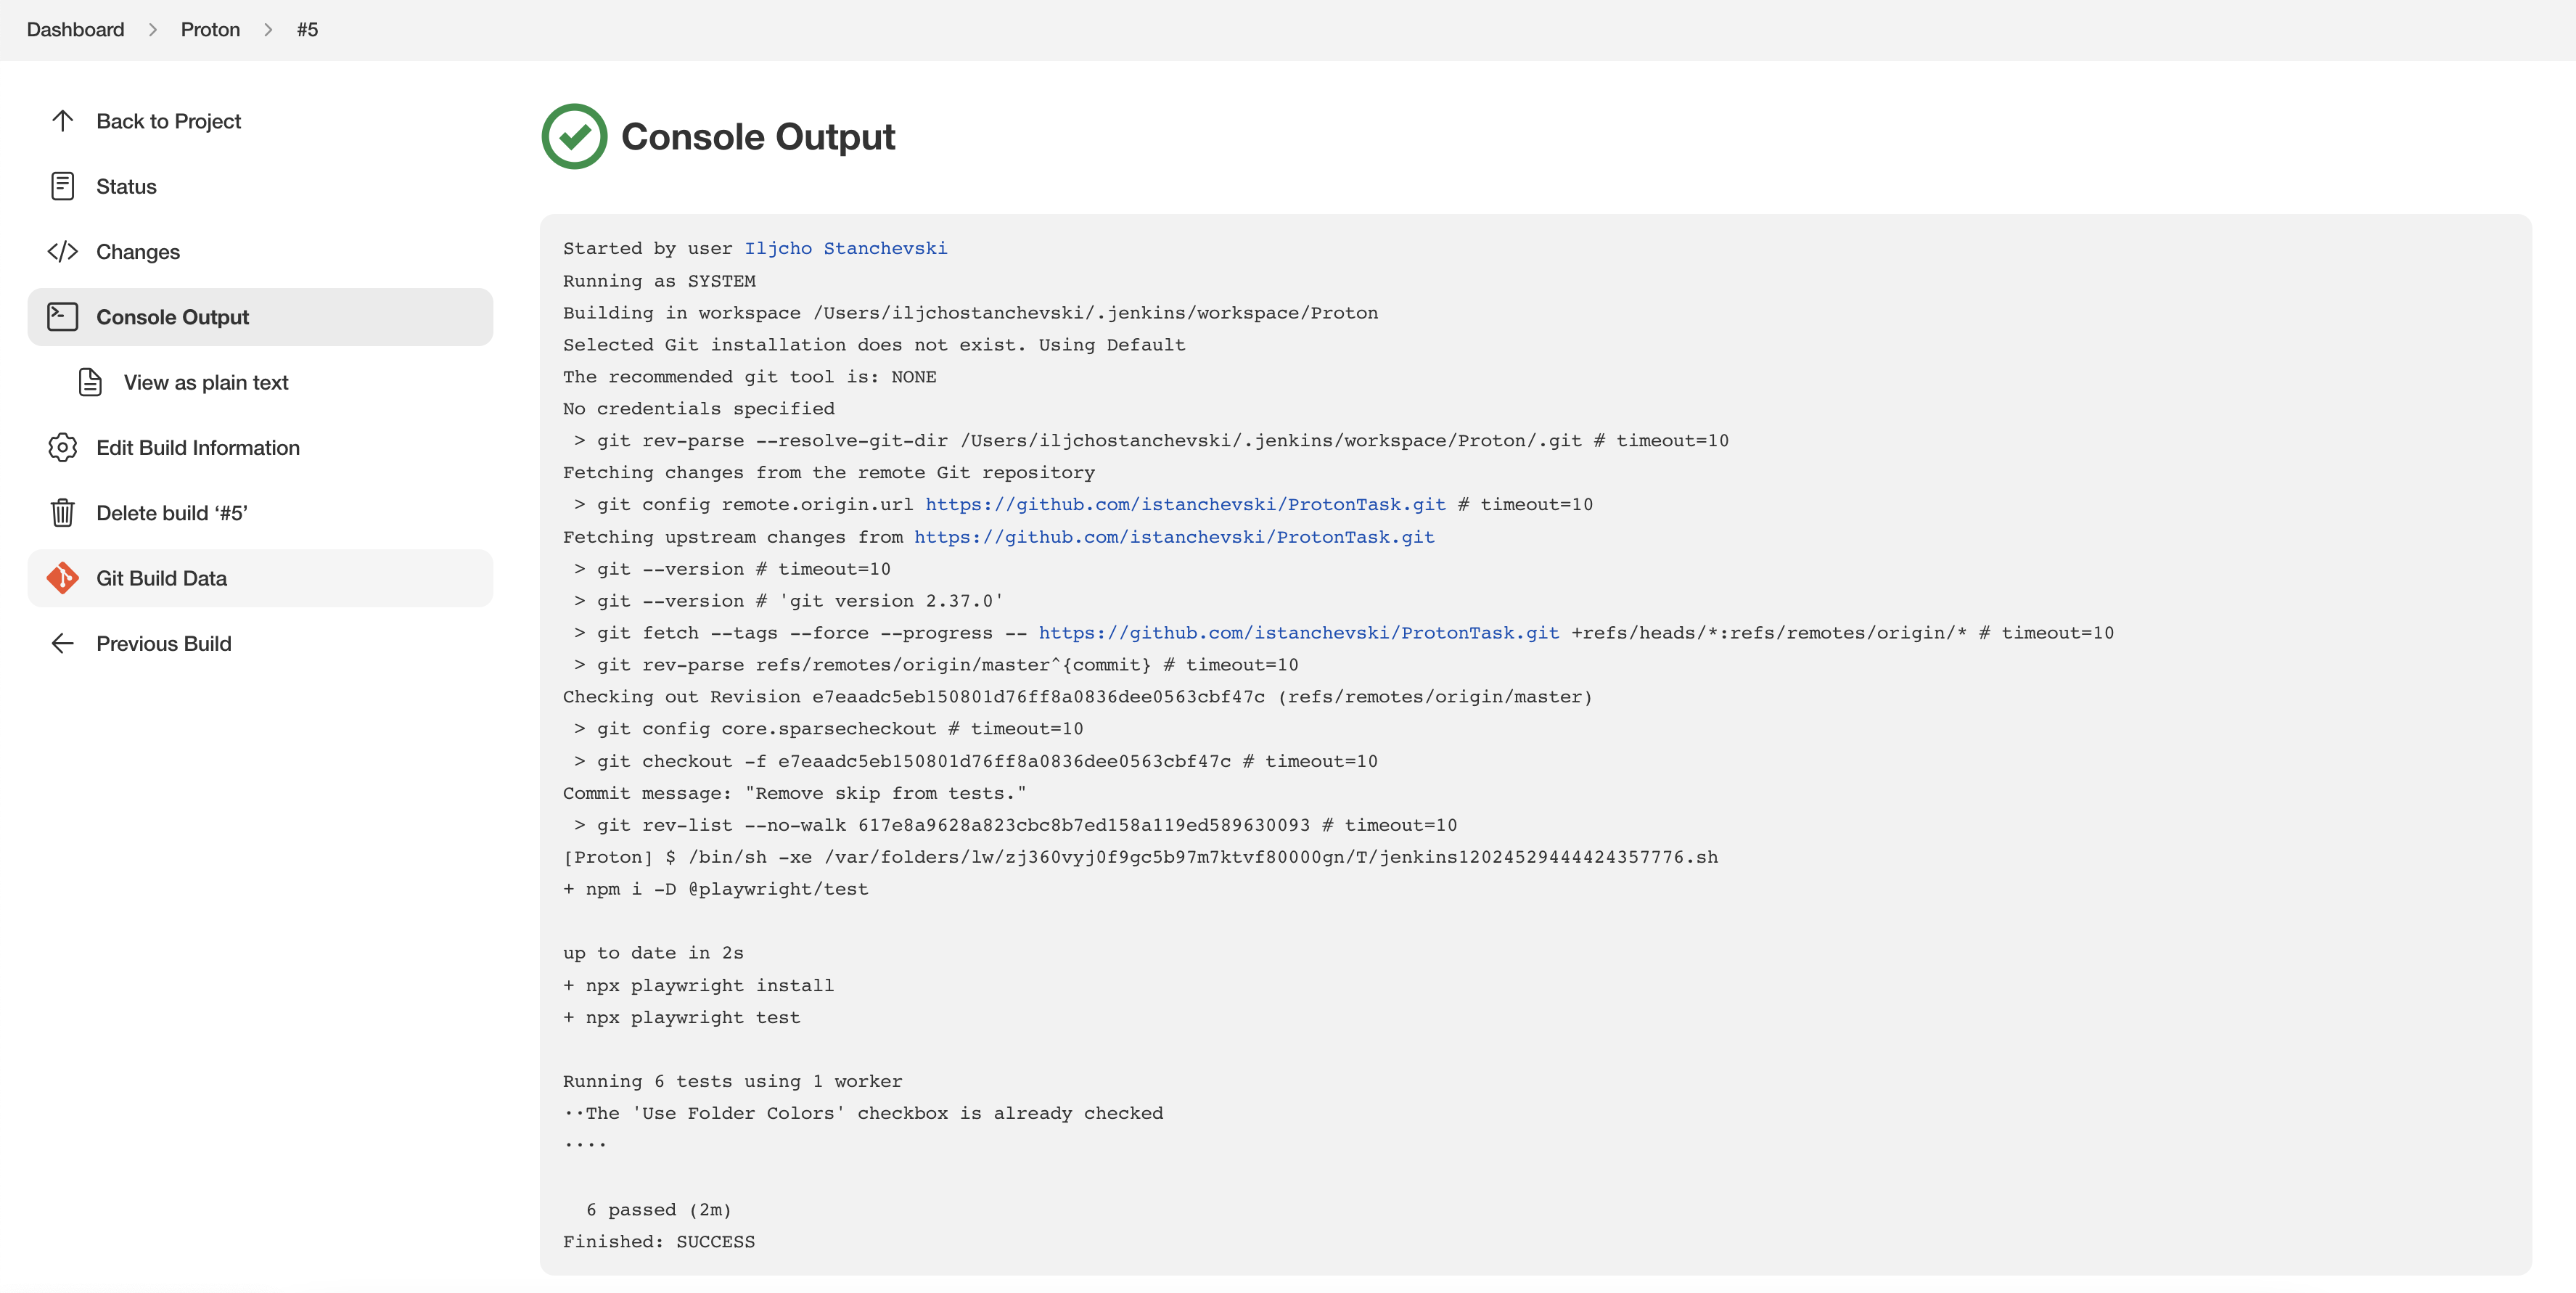 Dashboard > Proton > #5
Back to Project
Status
Changes
Console Output
View as plain text
Edit Build Information
Delete build ‘#5’
Git Build Data
Previous Build
Console Output
Started by user Iljcho Stanchevski
Running as SYSTEM
Building in workspace /Users/iljchostanchevski/.jenkins/workspace/Proton
Selected Git installation does not exist. Using Default
The recommended git tool is: NONE
No credentials specified
 > git rev-parse --resolve-git-dir /Users/iljchostanchevski/.jenkins/workspace/Proton/.git # timeout=10
Fetching changes from the remote Git repository
 > git config remote.origin.url https://github.com/istanchevski/ProtonTask.git # timeout=10
Fetching upstream changes from https://github.com/istanchevski/ProtonTask.git
 > git --version # timeout=10
 > git --version # 'git version 2.37.0'
 > git fetch --tags --force --progress -- https://github.com/istanchevski/ProtonTask.git +refs/heads/*:refs/remotes/origin/* # timeout=10
 > git rev-parse refs/remotes/origin/master^{commit} # timeout=10
Checking out Revision e7eaadc5eb150801d76ff8a0836dee0563cbf47c (refs/remotes/origin/master)
 > git config core.sparsecheckout # timeout=10
 > git checkout -f e7eaadc5eb150801d76ff8a0836dee0563cbf47c # timeout=10
Commit message: "Remove skip from tests."
 > git rev-list --no-walk 617e8a9628a823cbc8b7ed158a119ed589630093 # timeout=10
[Proton] $ /bin/sh -xe /var/folders/lw/zj360vyj0f9gc5b97m7ktvf80000gn/T/jenkins12024529444424357776.sh
+ npm i -D @playwright/test
up to date in 2s
+ npx playwright install
+ npx playwright test
Running 6 tests using 1 worker
··The 'Use Folder Colors' checkbox is already checked
····
6 passed (2m)
Finished: SUCCESS